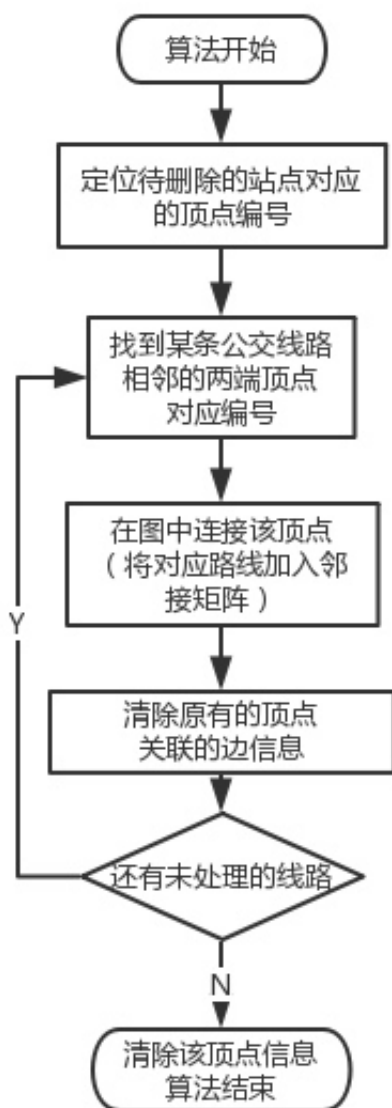 算法开始
定位待删除的站点对应
的顶点编号
找到某条公交线路
相邻的两端顶点
对应编号
在图中连接该顶点
（将对应路线加入邻
接矩阵）
Y
清除原有的顶点
关联的边信息
还有未处理的线路
N
清除该顶点信息
算法结束